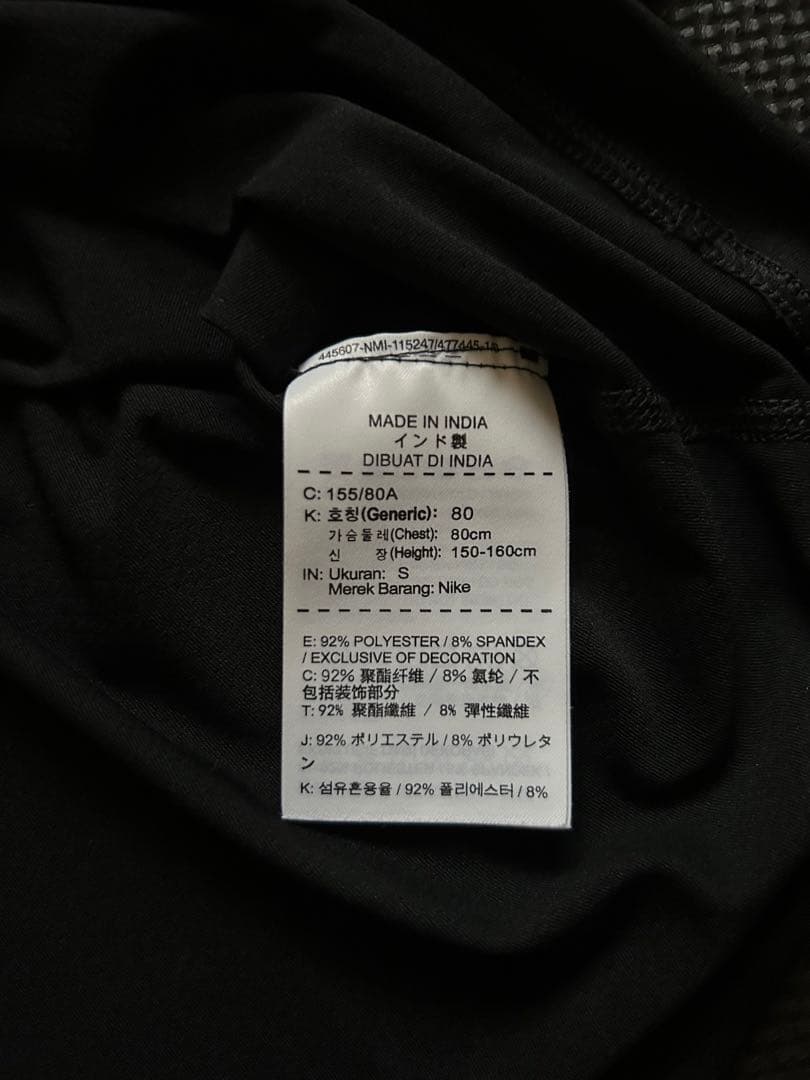 445607-NMI-115247/477445-1/8
MADE IN INDIA
インド製
DIBUAT DI INDIA
C: 155/80A
K: 호칭(Generic): 80
가슴둘레(Chest): 80cm
신 장(Height): 150-160cm
IN: Ukuran: S
Merek Barang: Nike
E: 92% POLYESTER / 8% SPANDEX
/ EXCLUSIVE OF DECORATION
C: 92% 聚酯纤维 / 8% 氨纶 / 不
包括装饰部分
T: 92% 聚酯纖維 / 8% 彈性纖維
J: 92% ポリエステル / 8% ポリウレタ
ン
K: 섬유혼용율 / 92% 폴리에스터 / 8%